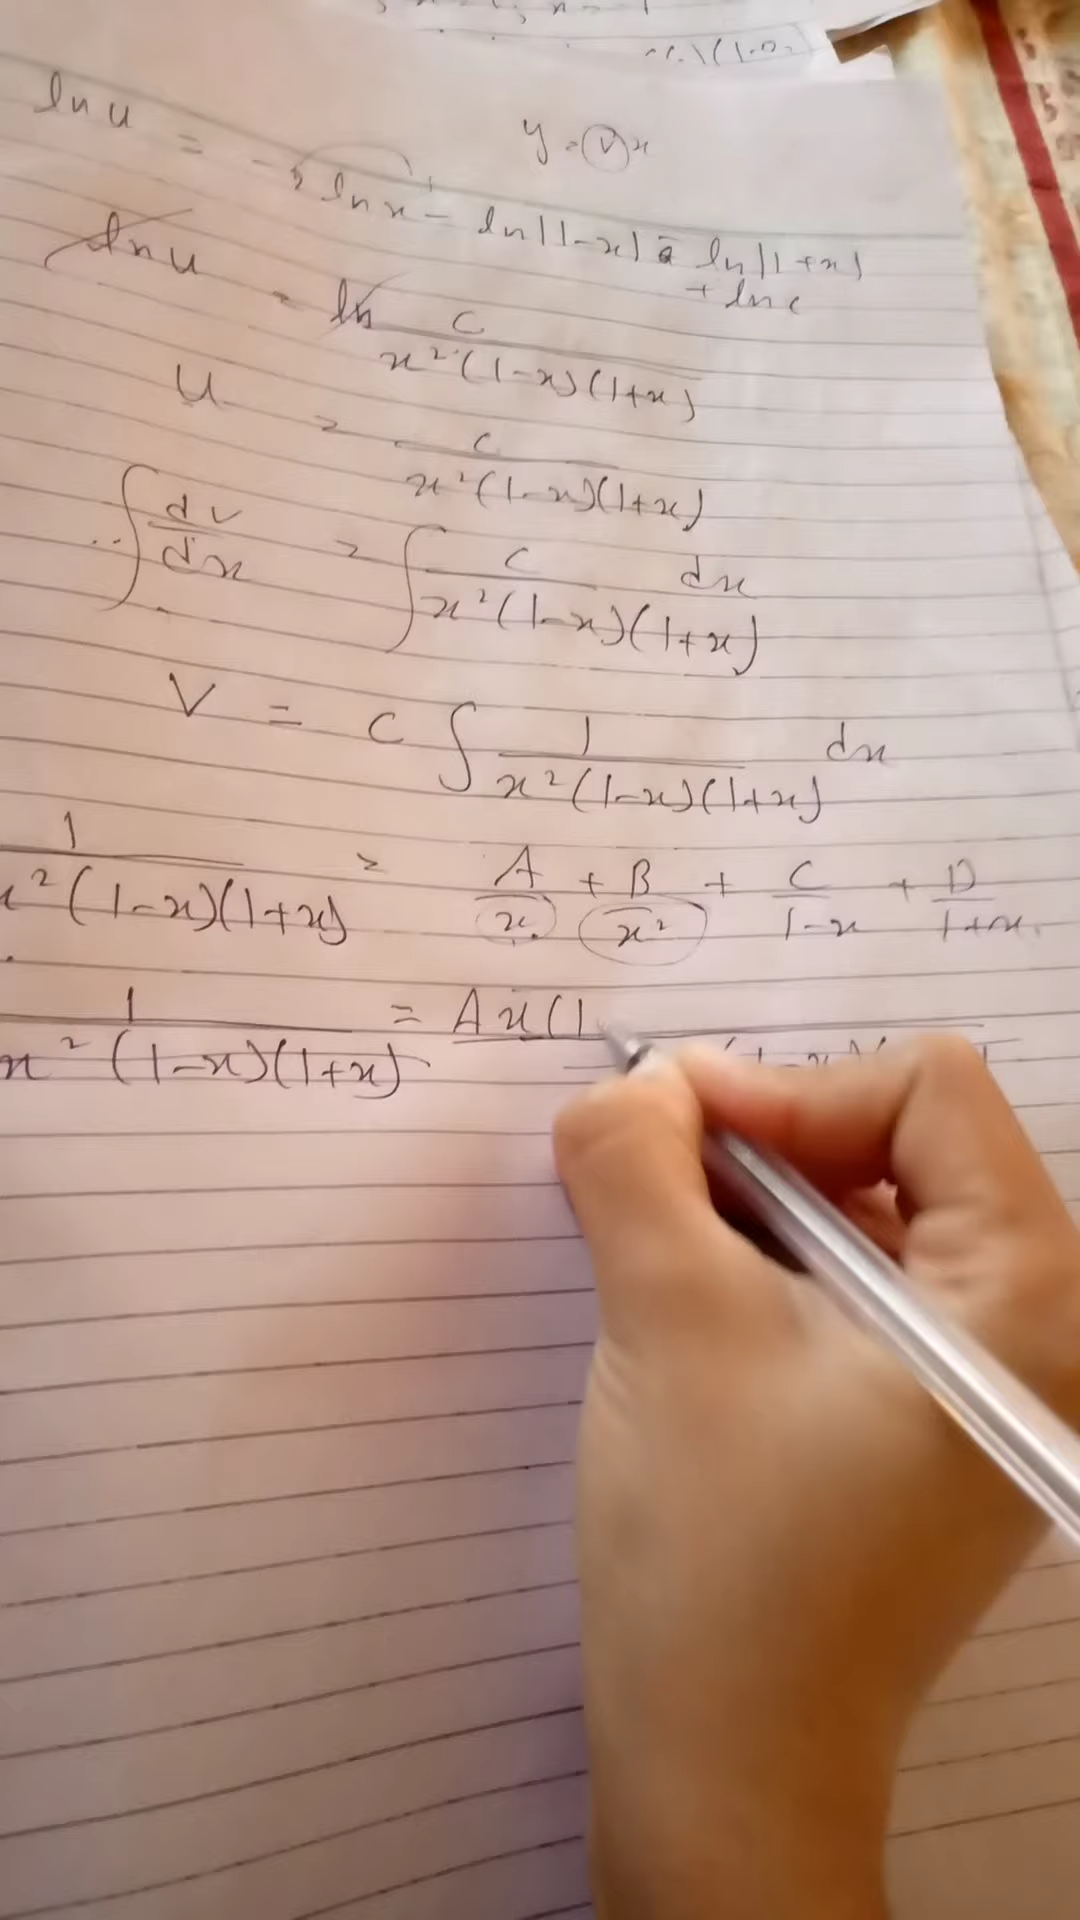 y = (v)x
ln u = -2 ln x - ln|1-x| - ln|1+x|
+ ln c
ln u = ln c / x²(1-x)(1+x)
u = c / x²(1-x)(1+x)
∫ dv/dx = ∫ c / x²(1-x)(1+x) dx
V = C ∫ 1 / x²(1-x)(1+x) dx
1 / x²(1-x)(1+x) = A/x + B/x² + C/1-x + D/1+x
1 / x²(1-x)(1+x) = Ax(1